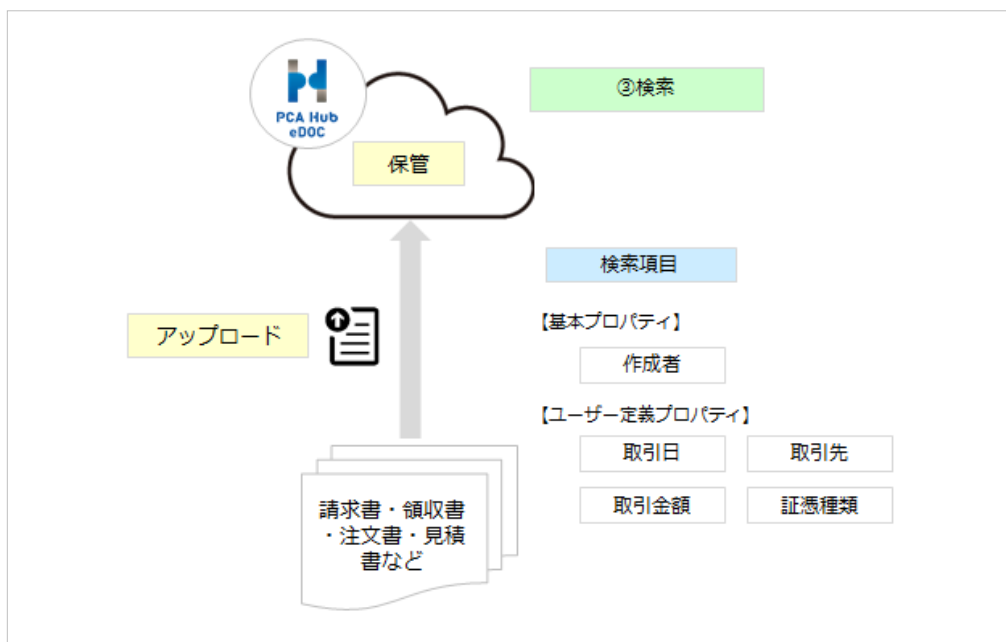 PCA Hub
eDOC
保管
③検索
検索項目
アップロード
【基本プロパティ】
作成者
【ユーザー定義プロパティ】
取引日
取引先
取引金額
証憑種類
請求書・領収書
・注文書・見積
書など